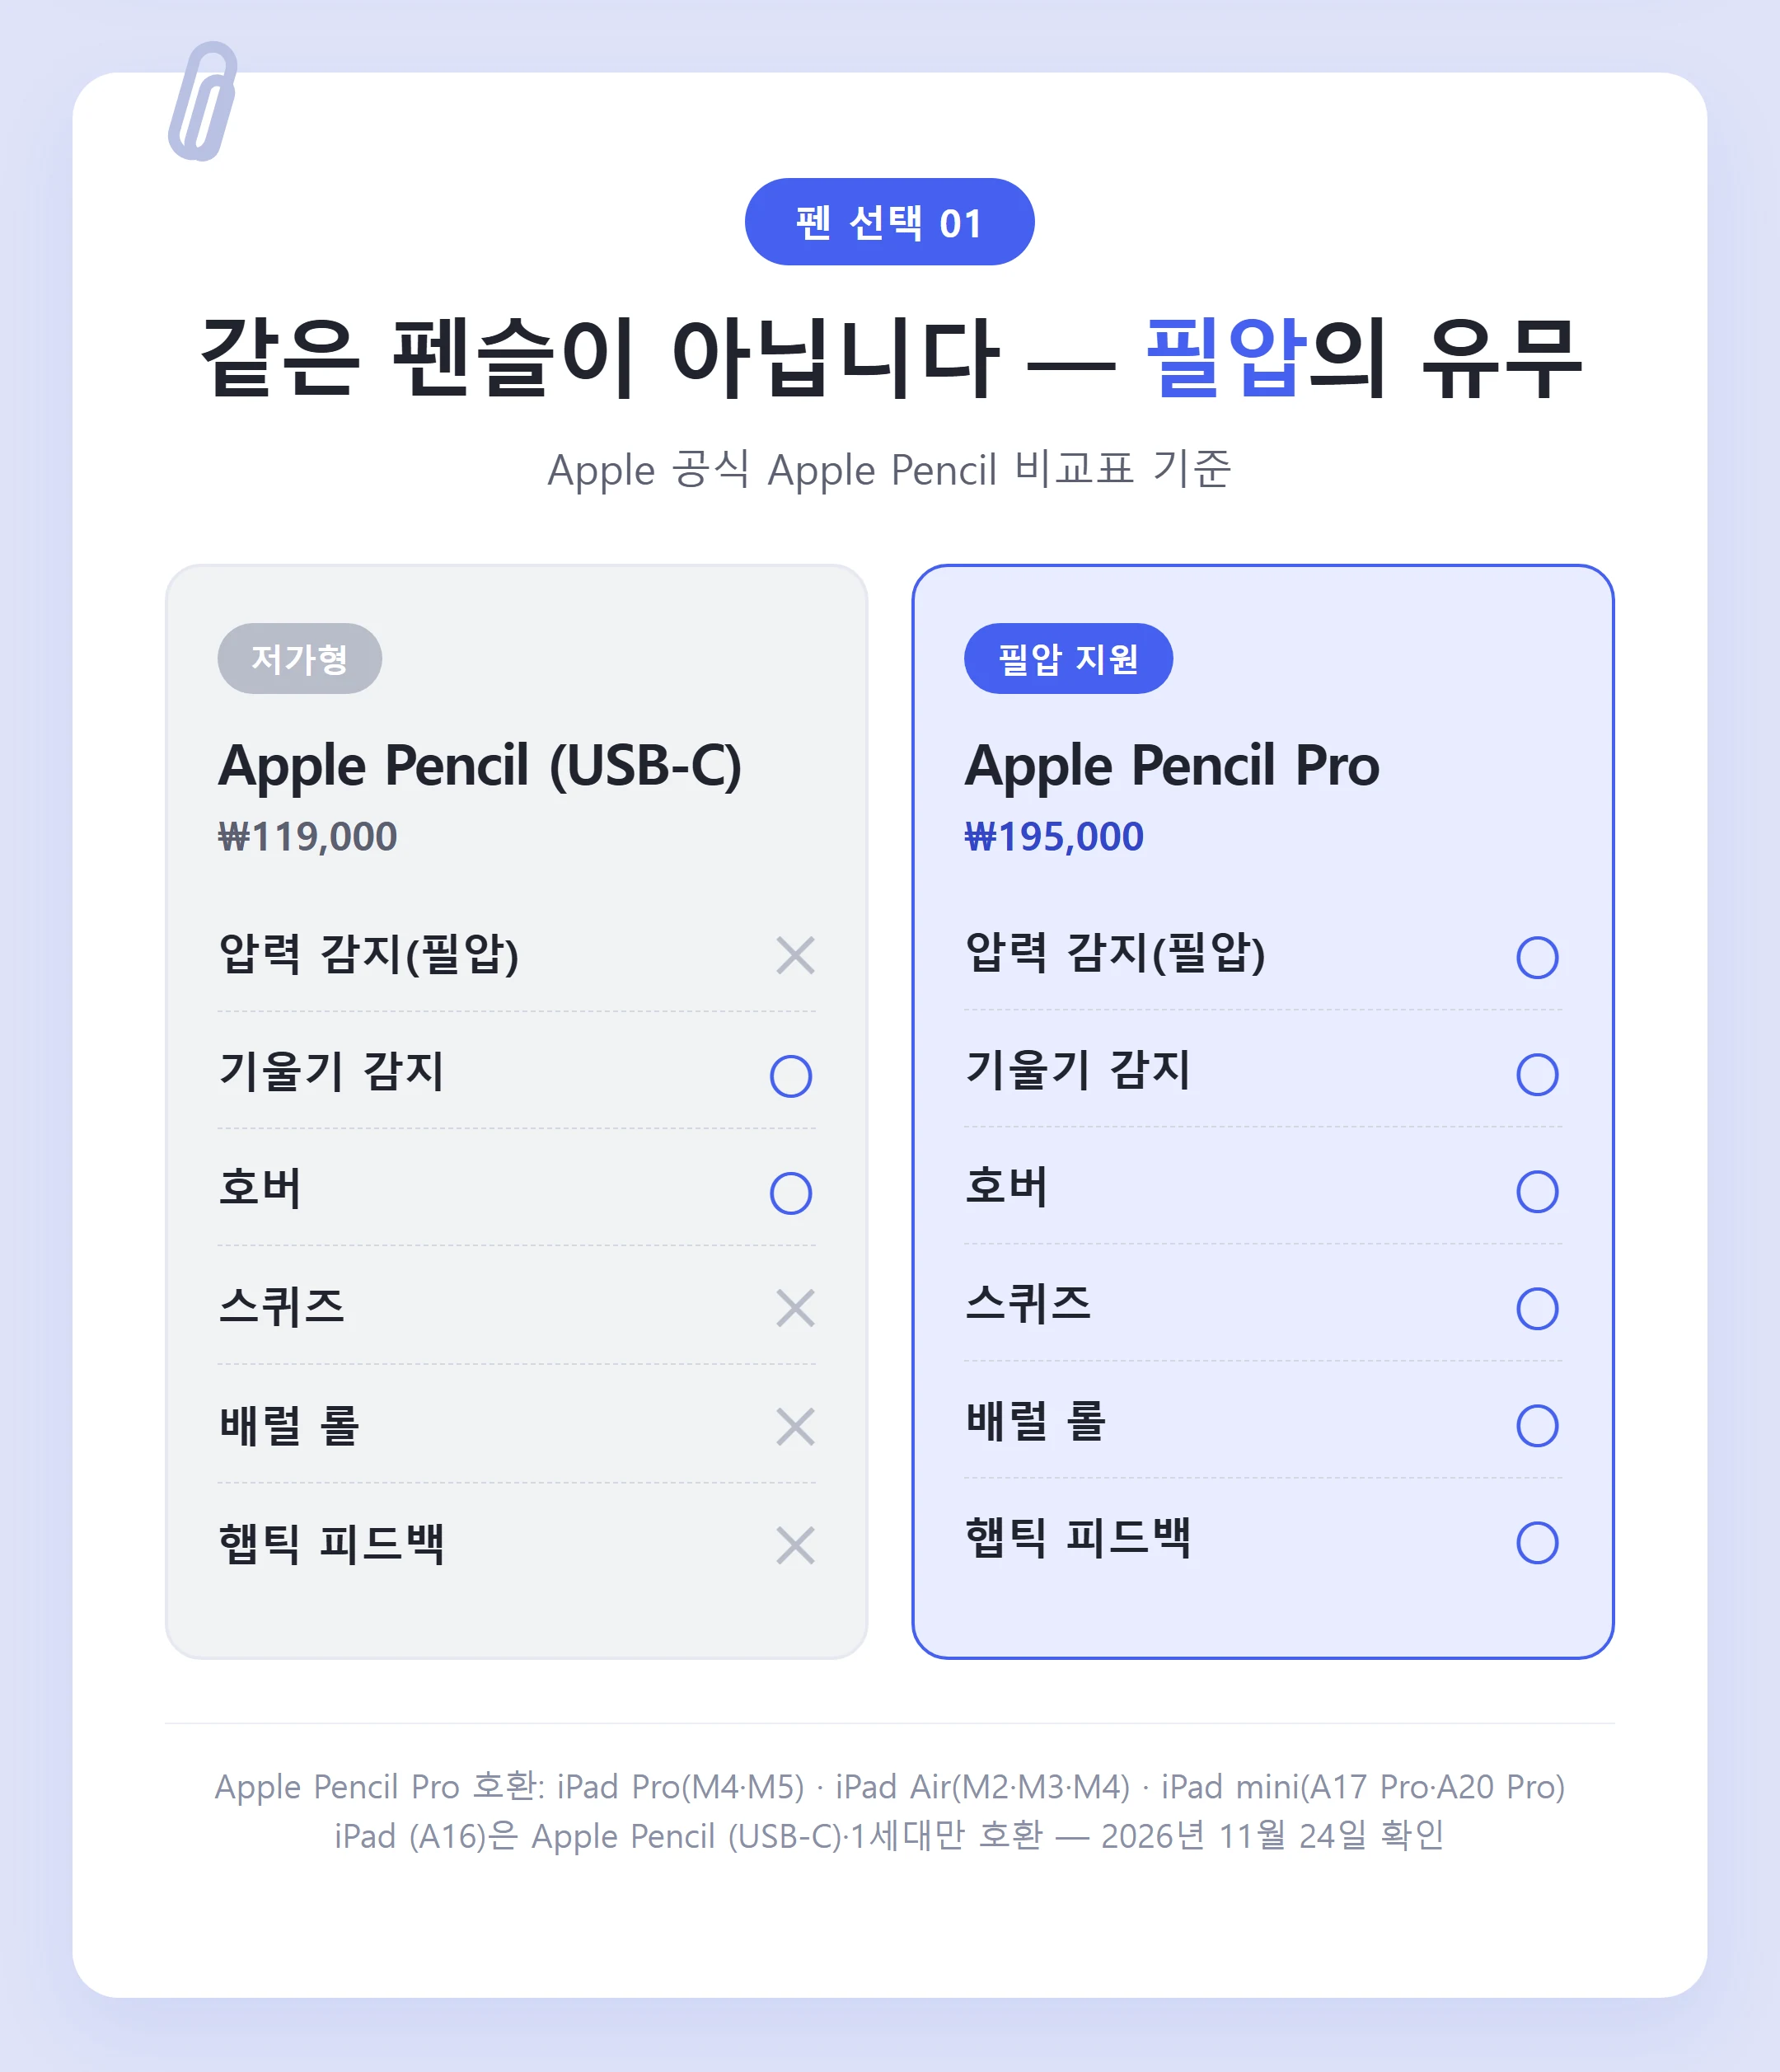 펜 선택 01
같은 펜슬이 아닙니다 — 필압의 유무
Apple 공식 Apple Pencil 비교표 기준
저가형
Apple Pencil (USB-C)
₩119,000
압력 감지(필압) ×
기울기 감지 ○
호버 ○
스퀴즈 ×
배럴 롤 ×
햅틱 피드백 ×
필압 지원
Apple Pencil Pro
₩195,000
압력 감지(필압) ○
기울기 감지 ○
호버 ○
스퀴즈 ○
배럴 롤 ○
햅틱 피드백 ○
Apple Pencil Pro 호환: iPad Pro(M4·M5) · iPad Air(M2·M3·M4) · iPad mini(A17 Pro·A20 Pro)
iPad (A16)은 Apple Pencil (USB-C)·1세대만 호환 — 2026년 11월 24일 확인